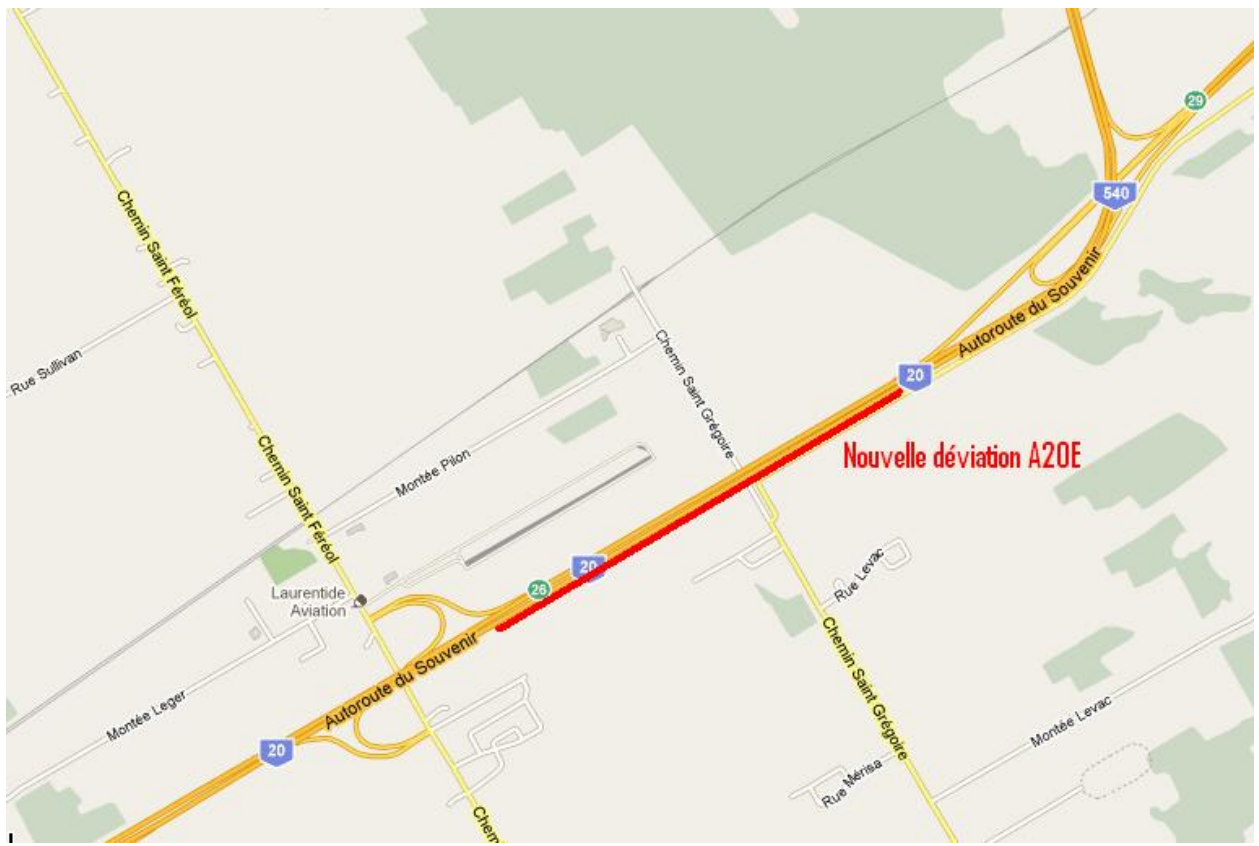 29
540
Chemin Saint Féréol
Autoroute du Souvenir
Rue Sullivan
Chemin Saint Grégoire
20
Nouvelle déviation A20E
Chemin Saint Féréol
Montée Pilon
20
26
Rue Levac
Laurentide
Aviation
Autoroute du Souvenir
Chemin Saint Grégoire
Montée Leger
Montée Levac
20
Rue Mérisa
Chem